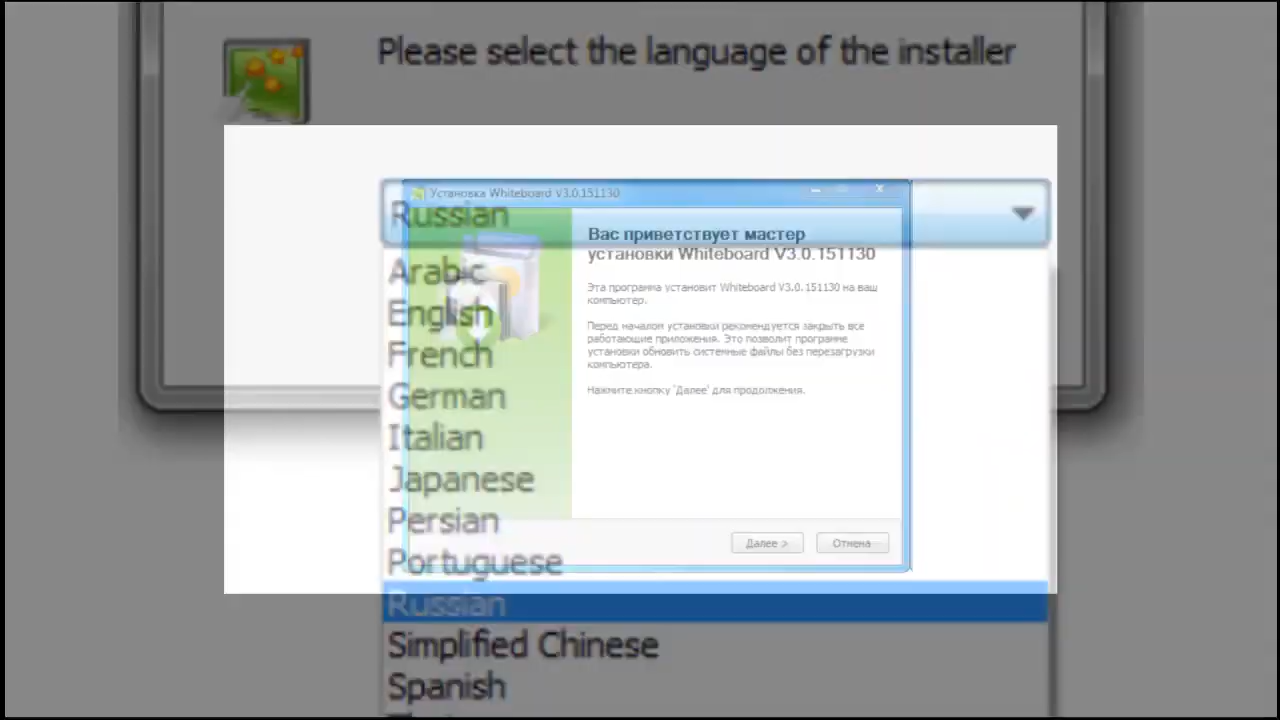 Please select the language of the installer
Russian
Arabic
English
French
German
Italian
Japanese
Persian
Portuguese
Russian
Simplified Chinese
Spanish
Установка Whiteboard V3.0.151130
Вас приветствует мастер
установки Whiteboard V3.0.151130
Эта программа установит Whiteboard V3.0.151130 на ваш
компьютер.
Перед началом установки рекомендуется закрыть все
работающие приложения. Это позволит программе
установки обновить системные файлы без перезагрузки
компьютера.
Нажмите кнопку 'Далее' для продолжения.
Далее >
Отмена